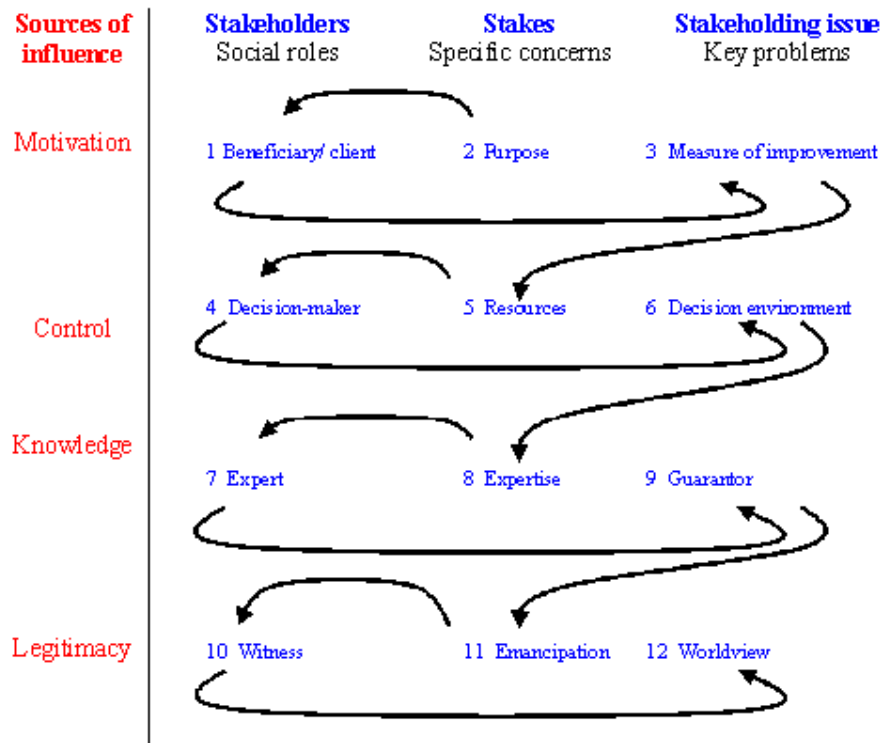 Sources of influence
Stakeholders
Social roles
Stakes
Specific concerns
Stakeholding issue
Key problems
Motivation
1 Beneficiary/ client
2 Purpose
3 Measure of improvement
Control
4 Decision-maker
5 Resources
6 Decision environment
Knowledge
7 Expert
8 Expertise
9 Guarantor
Legitimacy
10 Witness
11 Emancipation
12 Worldview